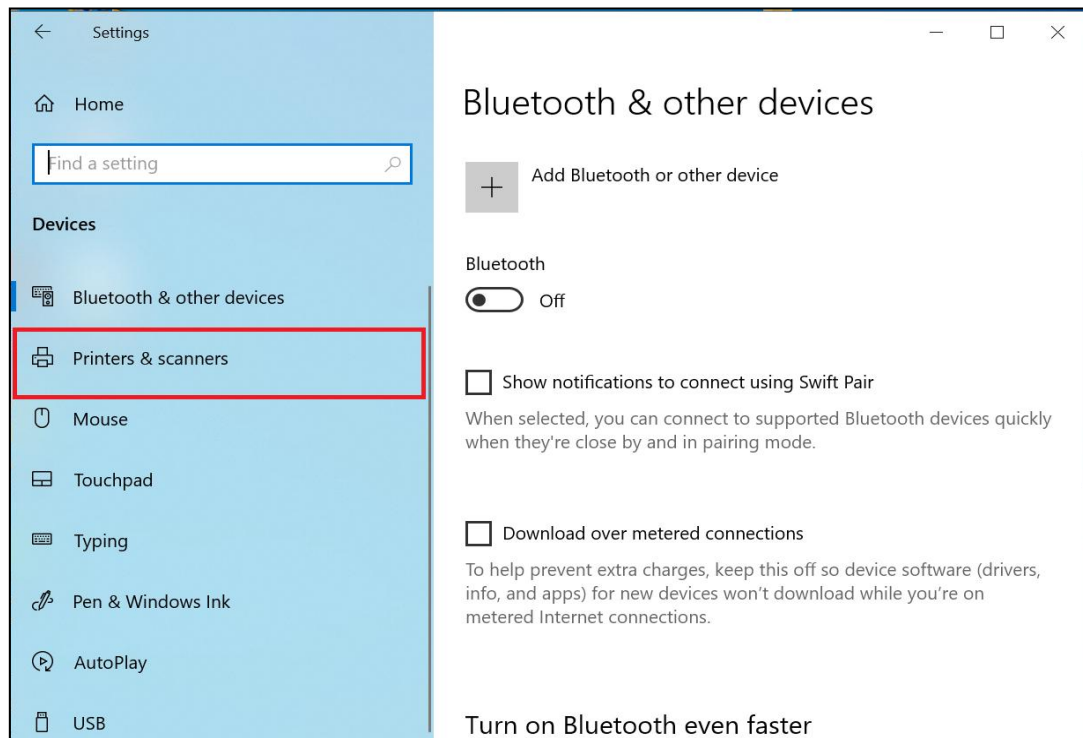 Settings
Home
Find a setting
Devices
Bluetooth & other devices
Printers & scanners
Mouse
Touchpad
Typing
Pen & Windows Ink
AutoPlay
USB
Bluetooth & other devices
Add Bluetooth or other device
Bluetooth
Off
Show notifications to connect using Swift Pair
When selected, you can connect to supported Bluetooth devices quickly
when they're close by and in pairing mode.
Download over metered connections
To help prevent extra charges, keep this off so device software (drivers,
info, and apps) for new devices won't download while you're on
metered Internet connections.
Turn on Bluetooth even faster